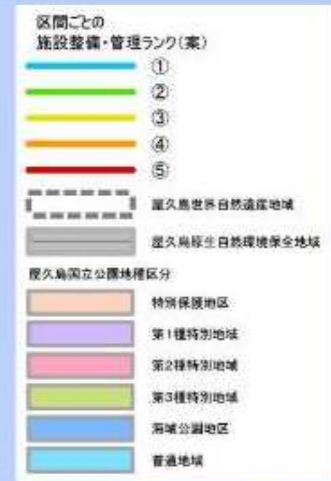 区間ごとの
施設整備・管理ランク(案)
①
②
③
④
⑤
屋久島世界自然遺産地域
屋久島原生自然環境保全地域
屋久島国立公園地種区分
特別保護地区
第1種特別地域
第2種特別地域
第3種特別地域
海域公園地区
普通地域